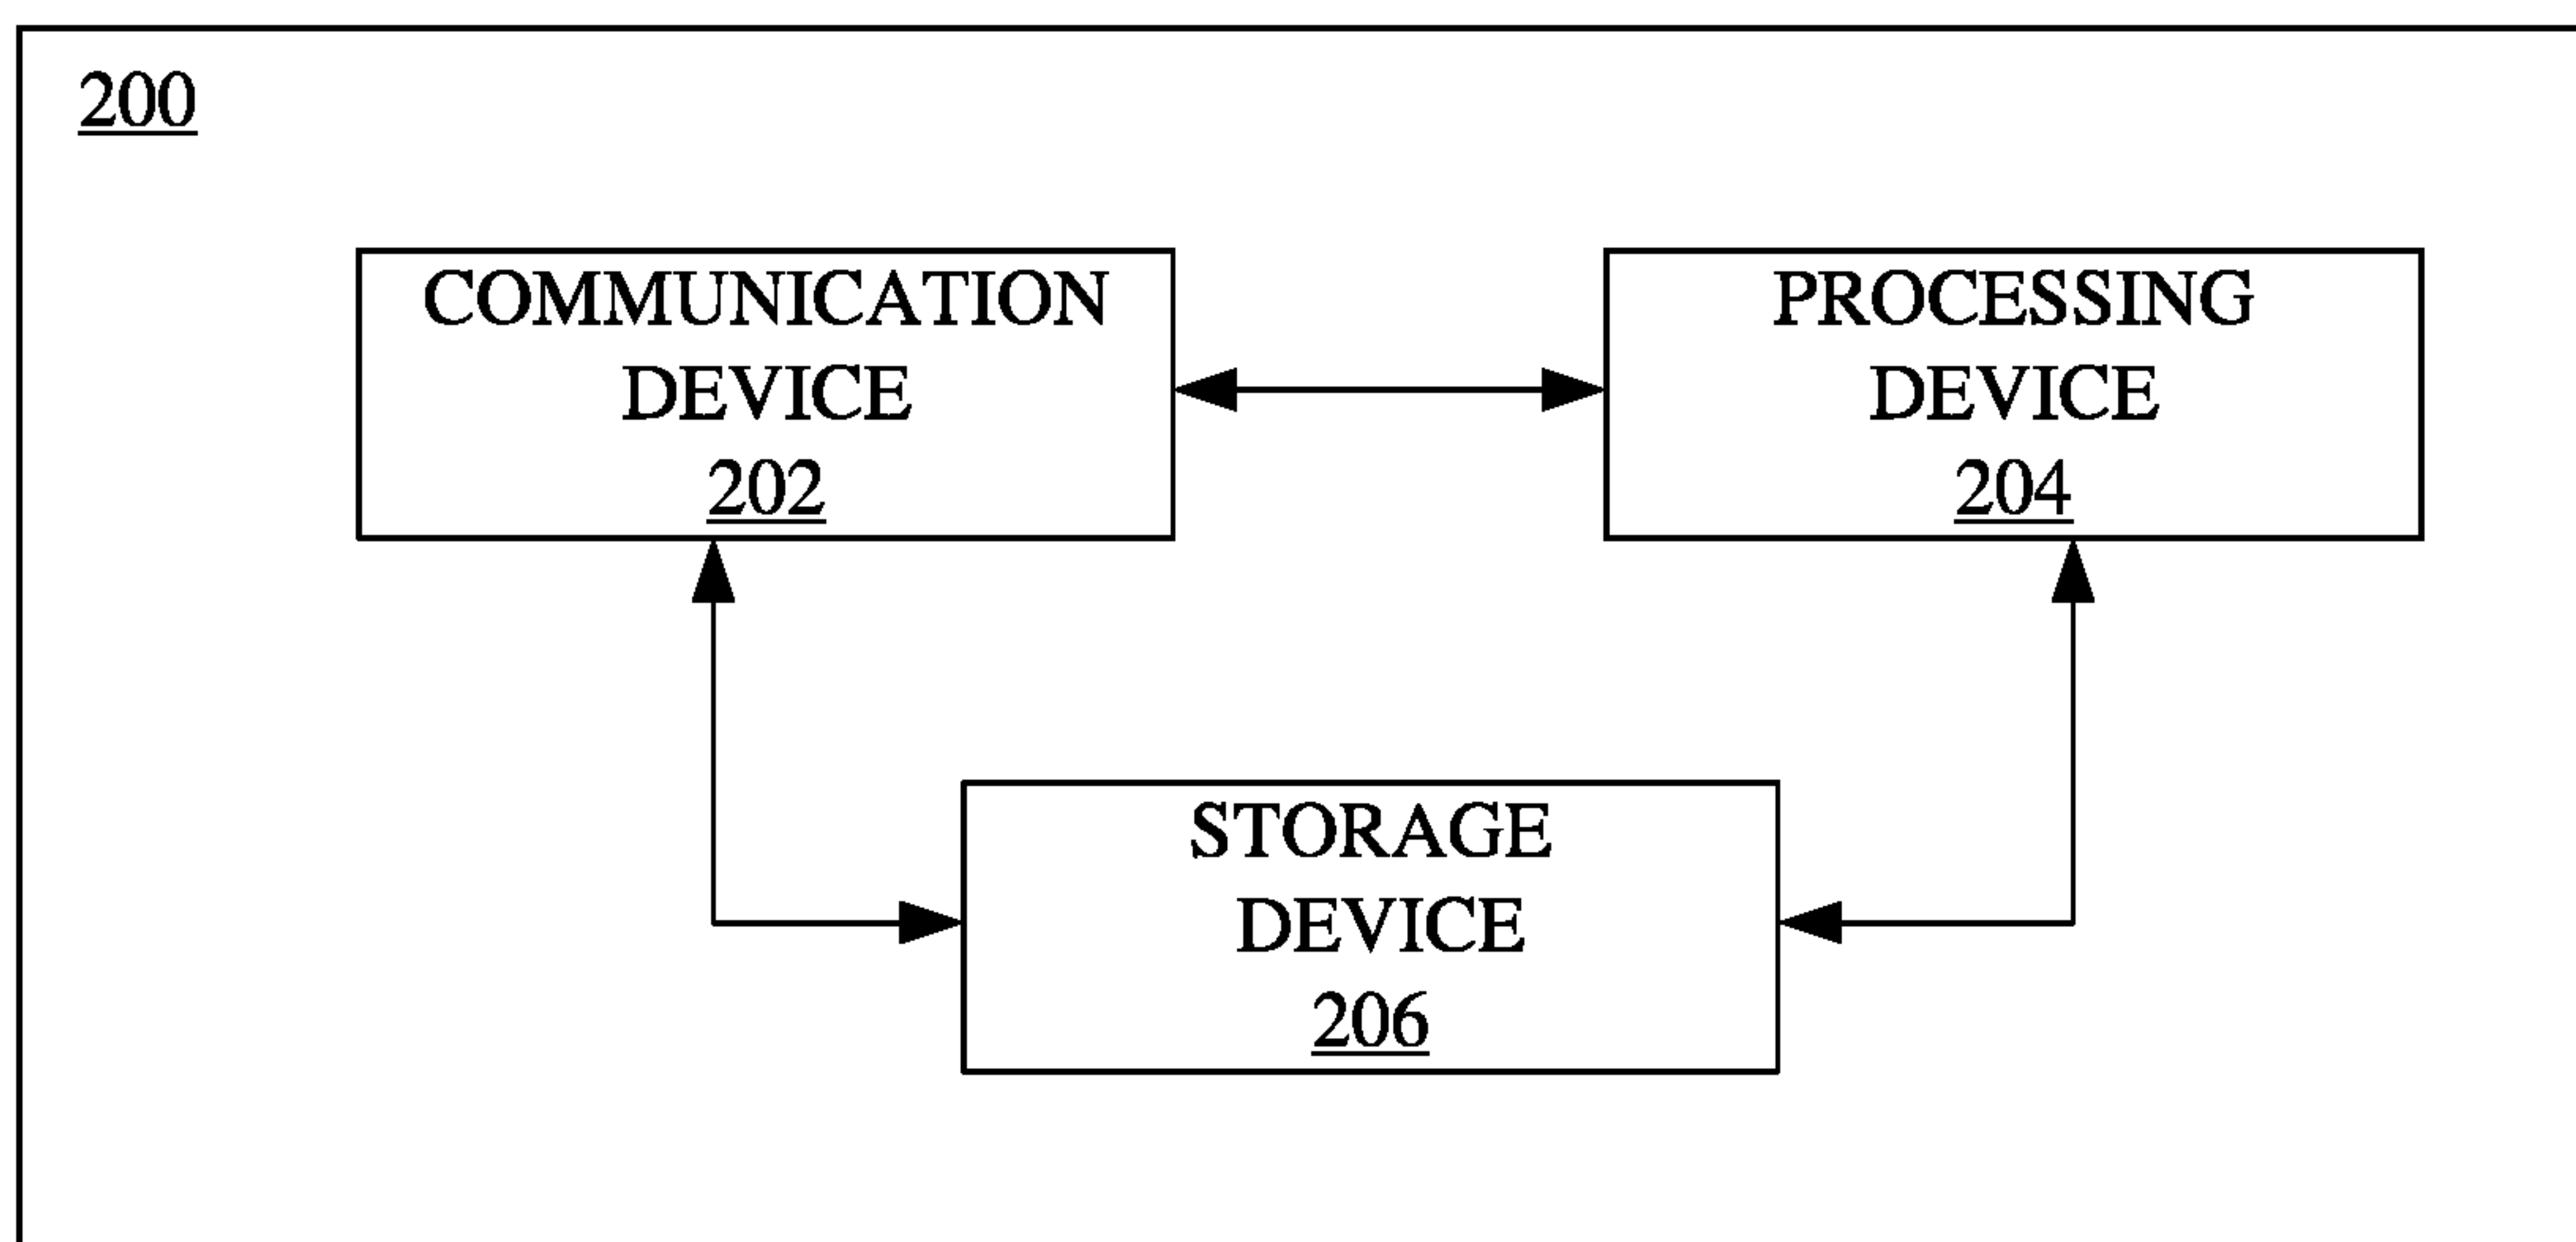 200
COMMUNICATION
DEVICE
202
PROCESSING
DEVICE
204
STORAGE
DEVICE
206